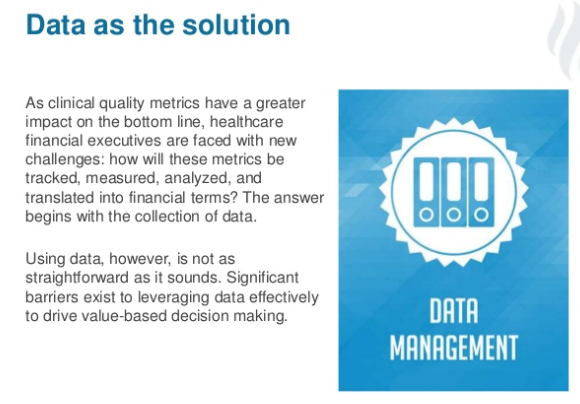 Data as the solution
As clinical quality metrics have a greater
impact on the bottom line, healthcare
financial executives are faced with new
challenges: how will these metrics be
tracked, measured, analyzed, and
translated into financial terms? The answer
begins with the collection of data.
Using data, however, is not as
straightforward as it sounds. Significant
barriers exist to leveraging data effectively
to drive value-based decision making.
DATA
MANAGEMENT